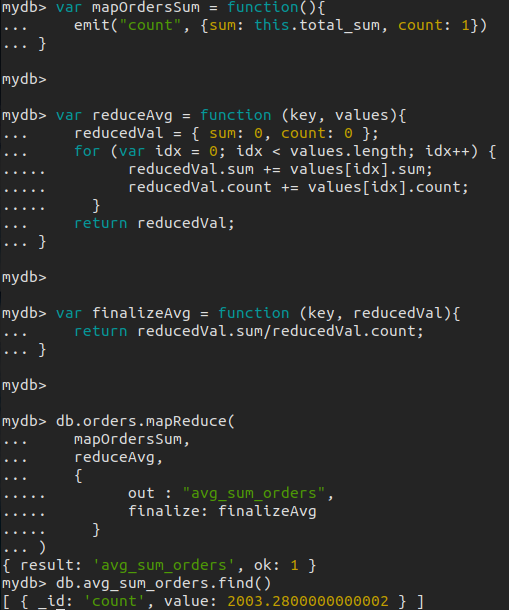 mydb> var mapOrdersSum = function(){
...     emit("count", {sum: this.total_sum, count: 1})
... }
mydb>
mydb> var reduceAvg = function (key, values){
...     reducedVal = { sum: 0, count: 0 };
...     for (var idx = 0; idx < values.length; idx++) {
.....         reducedVal.sum += values[idx].sum;
.....         reducedVal.count += values[idx].count;
.....     }
...     return reducedVal;
... }
mydb>
mydb> var finalizeAvg = function (key, reducedVal){
...     return reducedVal.sum/reducedVal.count;
... }
mydb>
mydb> db.orders.mapReduce(
...     mapOrdersSum,
...     reduceAvg,
...     {
.....         out : "avg_sum_orders",
.....         finalize: finalizeAvg
.....     }
... )
{ result: 'avg_sum_orders', ok: 1 }
mydb> db.avg_sum_orders.find()
[ { _id: 'count', value: 2003.2800000000002 } ]